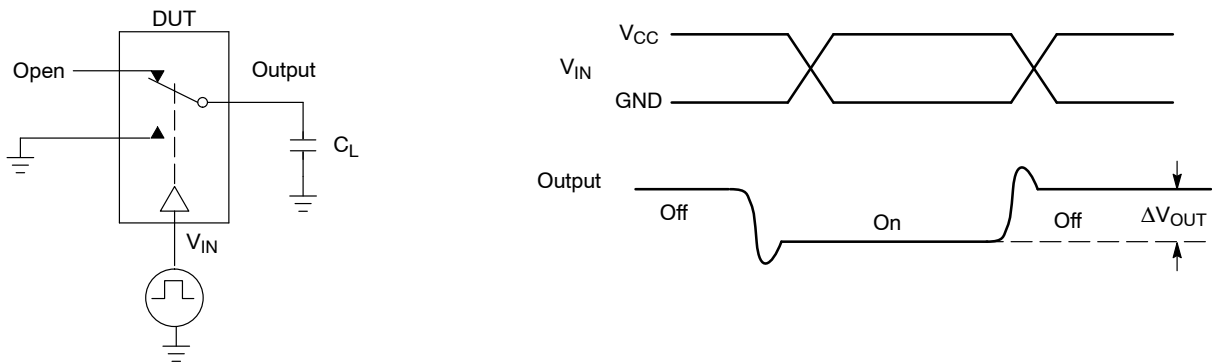 DUT
Open
Output
C_L
V_IN
V_CC
V_IN
GND
Output
Off
On
Off
ΔV_OUT